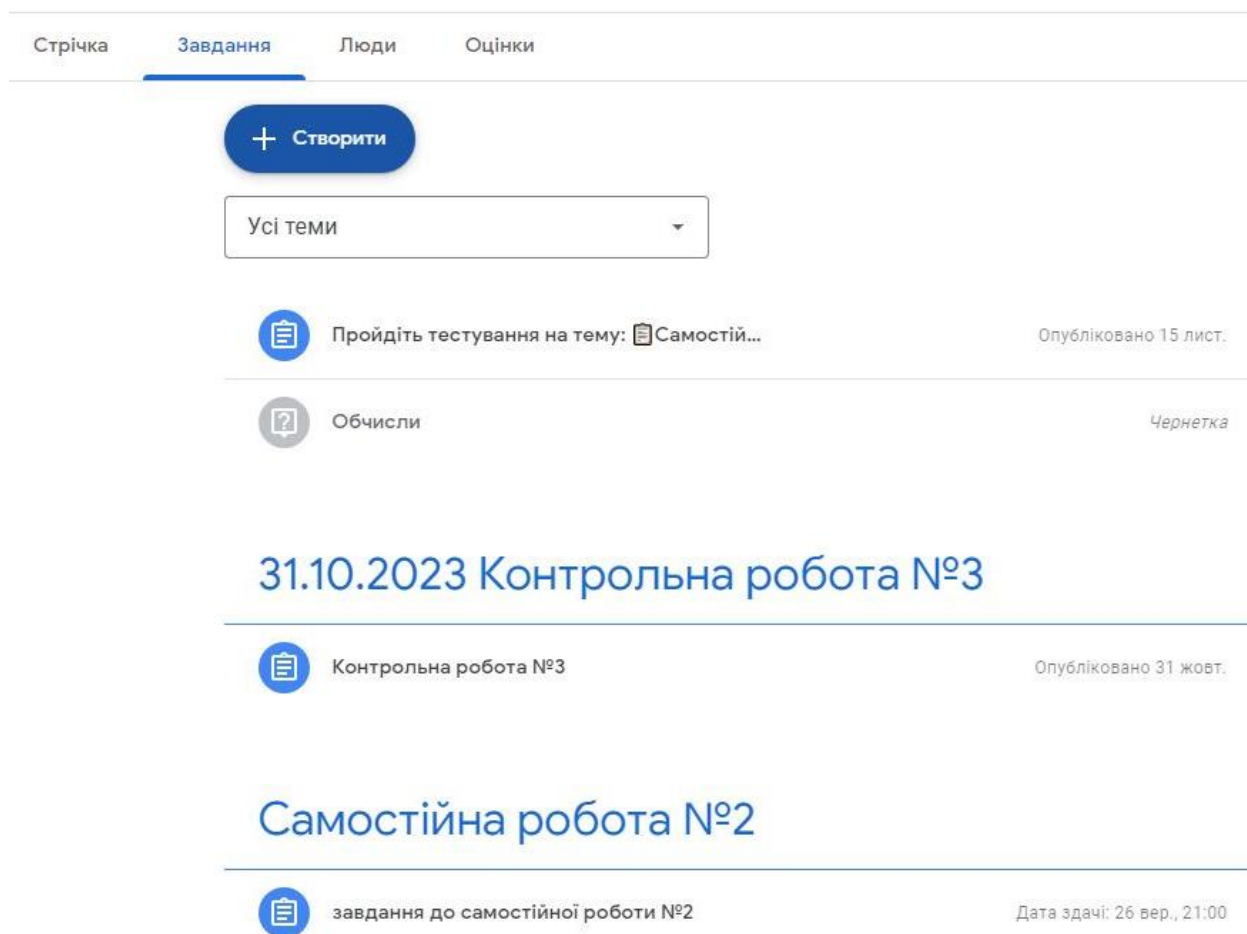 Стрічка Завдання Люди Оцінки
+ Створити
Усі теми
Пройдіть тестування на тему: 📋Самостій... Опубліковано 15 лист.
Обчисли Чернетка
31.10.2023 Контрольна робота №3
Контрольна робота №3 Опубліковано 31 жовт.
Самостійна робота №2
завдання до самостійної роботи №2 Дата здачі: 26 вер., 21:00